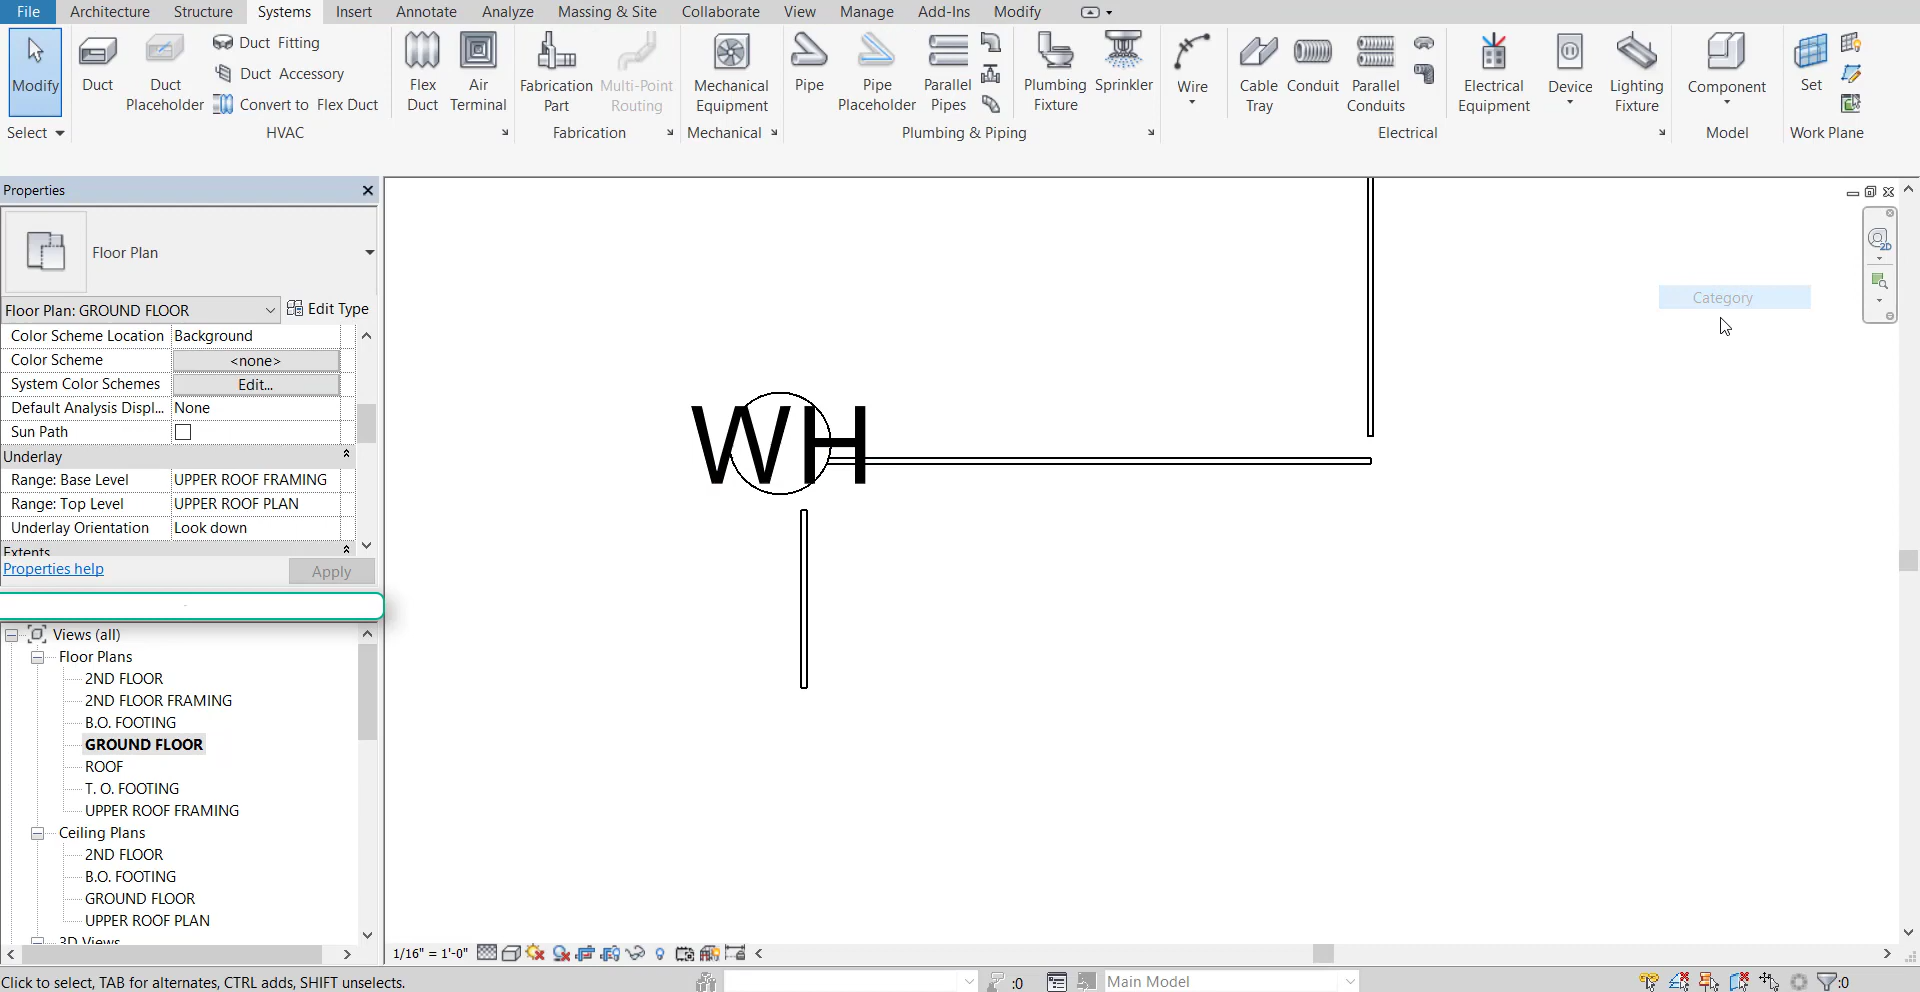 File Architecture Structure Systems Insert Annotate Analyze Massing & Site Collaborate View Manage Add-Ins Modify
Modify
Select
Duct
Duct Placeholder
Duct Fitting
Duct Accessory
Convert to Flex Duct
HVAC
Flex Duct
Air Terminal
Fabrication Part
Multi-Point Routing
Fabrication
Mechanical Equipment
Mechanical
Pipe
Pipe Placeholder
Parallel Pipes
Plumbing Fixture
Sprinkler
Plumbing & Piping
Wire
Cable Tray
Conduit
Parallel Conduits
Electrical Equipment
Device
Lighting Fixture
Electrical
Component
Model
Set
Work Plane
Properties
Floor Plan
Floor Plan: GROUND FLOOR Edit Type
Color Scheme Location Background
Color Scheme <none>
System Color Schemes Edit...
Default Analysis Displ... None
Sun Path
Underlay
Range: Base Level UPPER ROOF FRAMING
Range: Top Level UPPER ROOF PLAN
Underlay Orientation Look down
Extents
Properties help Apply
Views (all)
Floor Plans
2ND FLOOR
2ND FLOOR FRAMING
B.O. FOOTING
GROUND FLOOR
ROOF
T. O. FOOTING
UPPER ROOF FRAMING
Ceiling Plans
2ND FLOOR
B.O. FOOTING
GROUND FLOOR
UPPER ROOF PLAN
3D Views
WH
Category
2D
1/16" = 1'-0"
Click to select, TAB for alternates, CTRL adds, SHIFT unselects.
:0
Main Model
:0